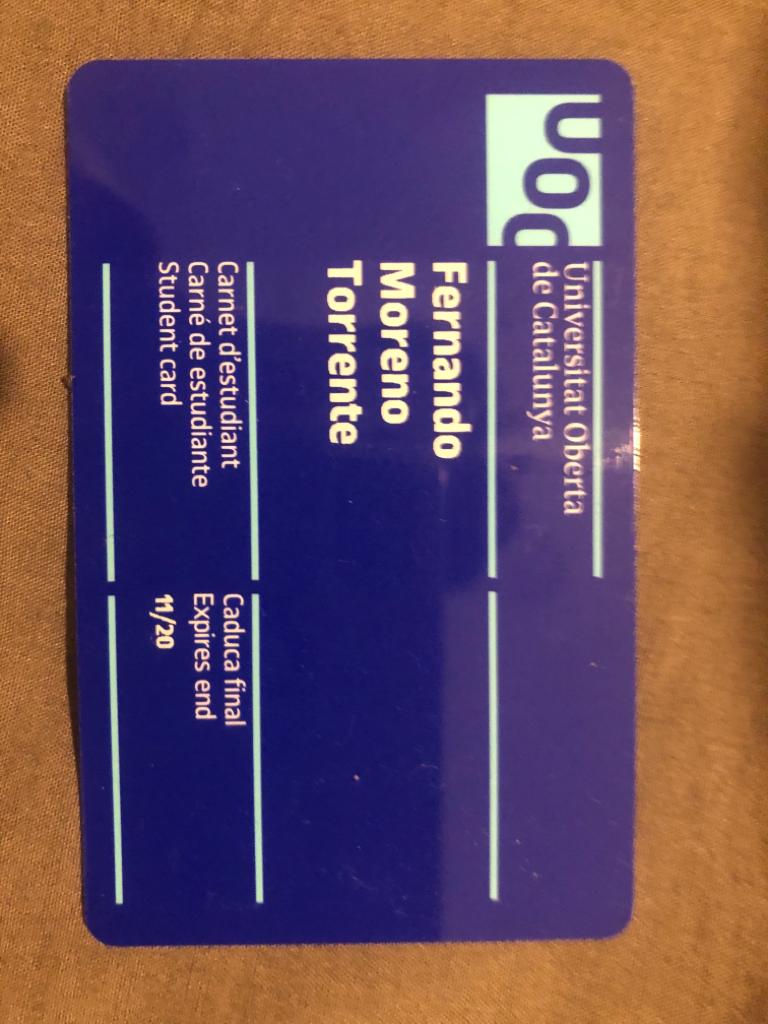 UOC
Universitat Oberta
de Catalunya
Fernando
Moreno
Torrente
Carnet d'estudiant
Carné de estudiante
Student card
Caduca final
Expires end
11/20